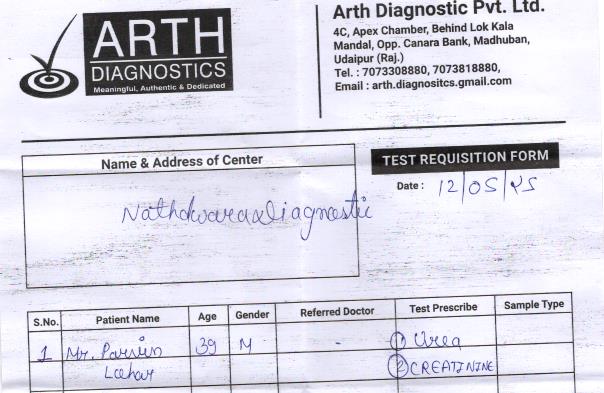 ARTH
DIAGNOSTICS
Meaningful, Authentic & Dedicated
Arth Diagnostic Pvt. Ltd.
4C, Apex Chamber, Behind Lok Kala
Mandal, Opp. Canara Bank, Madhuban,
Udaipur (Raj.)
Tel. : 7073308880, 7073818880,
Email : arth.diagnositcs.gmail.com
Name & Address of Center
Nathdwara Diagnostic
TEST REQUISITION FORM
Date : 12/05/25
S.No. Patient Name Age Gender Referred Doctor Test Prescribe Sample Type
1 Mr. Parvin 39 M - 1 Urea
2 CREATININE